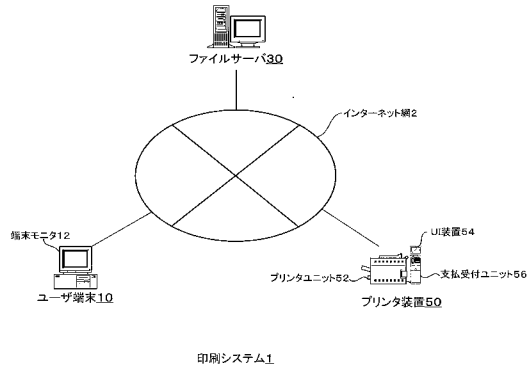 ファイルサーバ30
インターネット網2
端末モニタ12
ユーザ端末10
UI装置54
プリンタユニット52
支払受付ユニット56
プリンタ装置50
印刷システム1